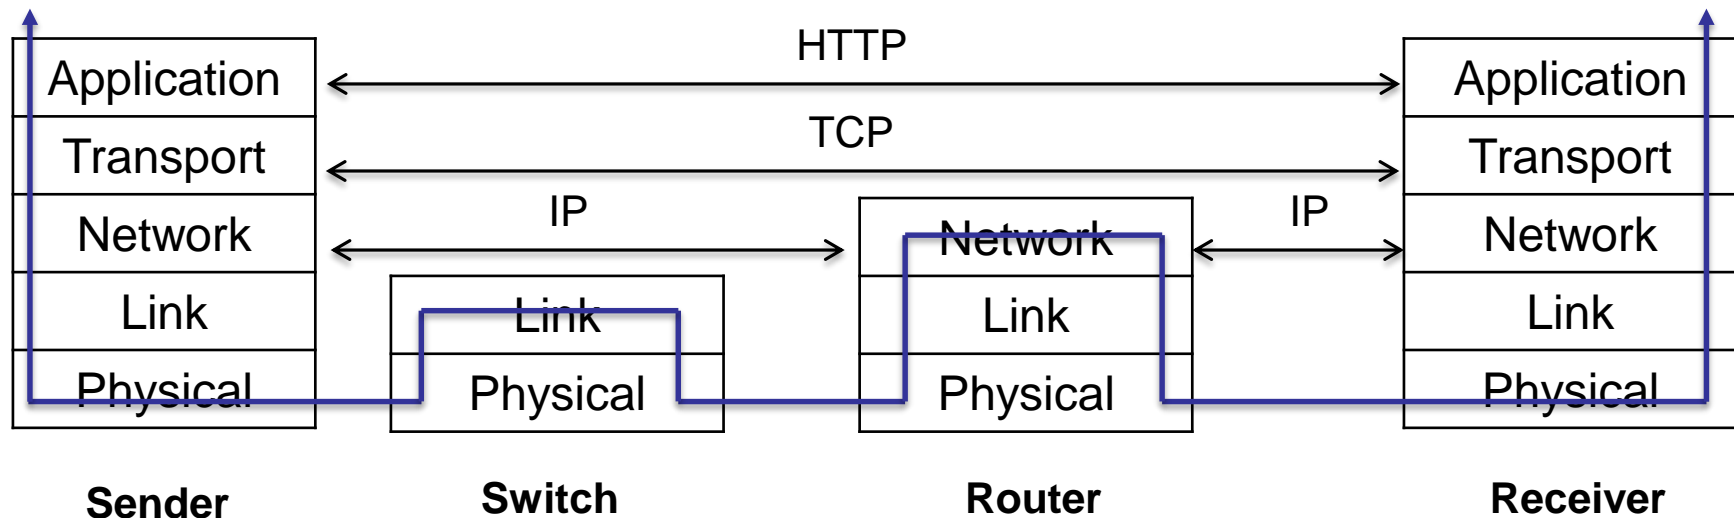 HTTP
Application
Application
TCP
Transport
Transport
IP
IP
Network
Network
Network
Link
Link
Link
Link
Physical
Physical
Physical
Physical
Sender
Switch
Router
Receiver